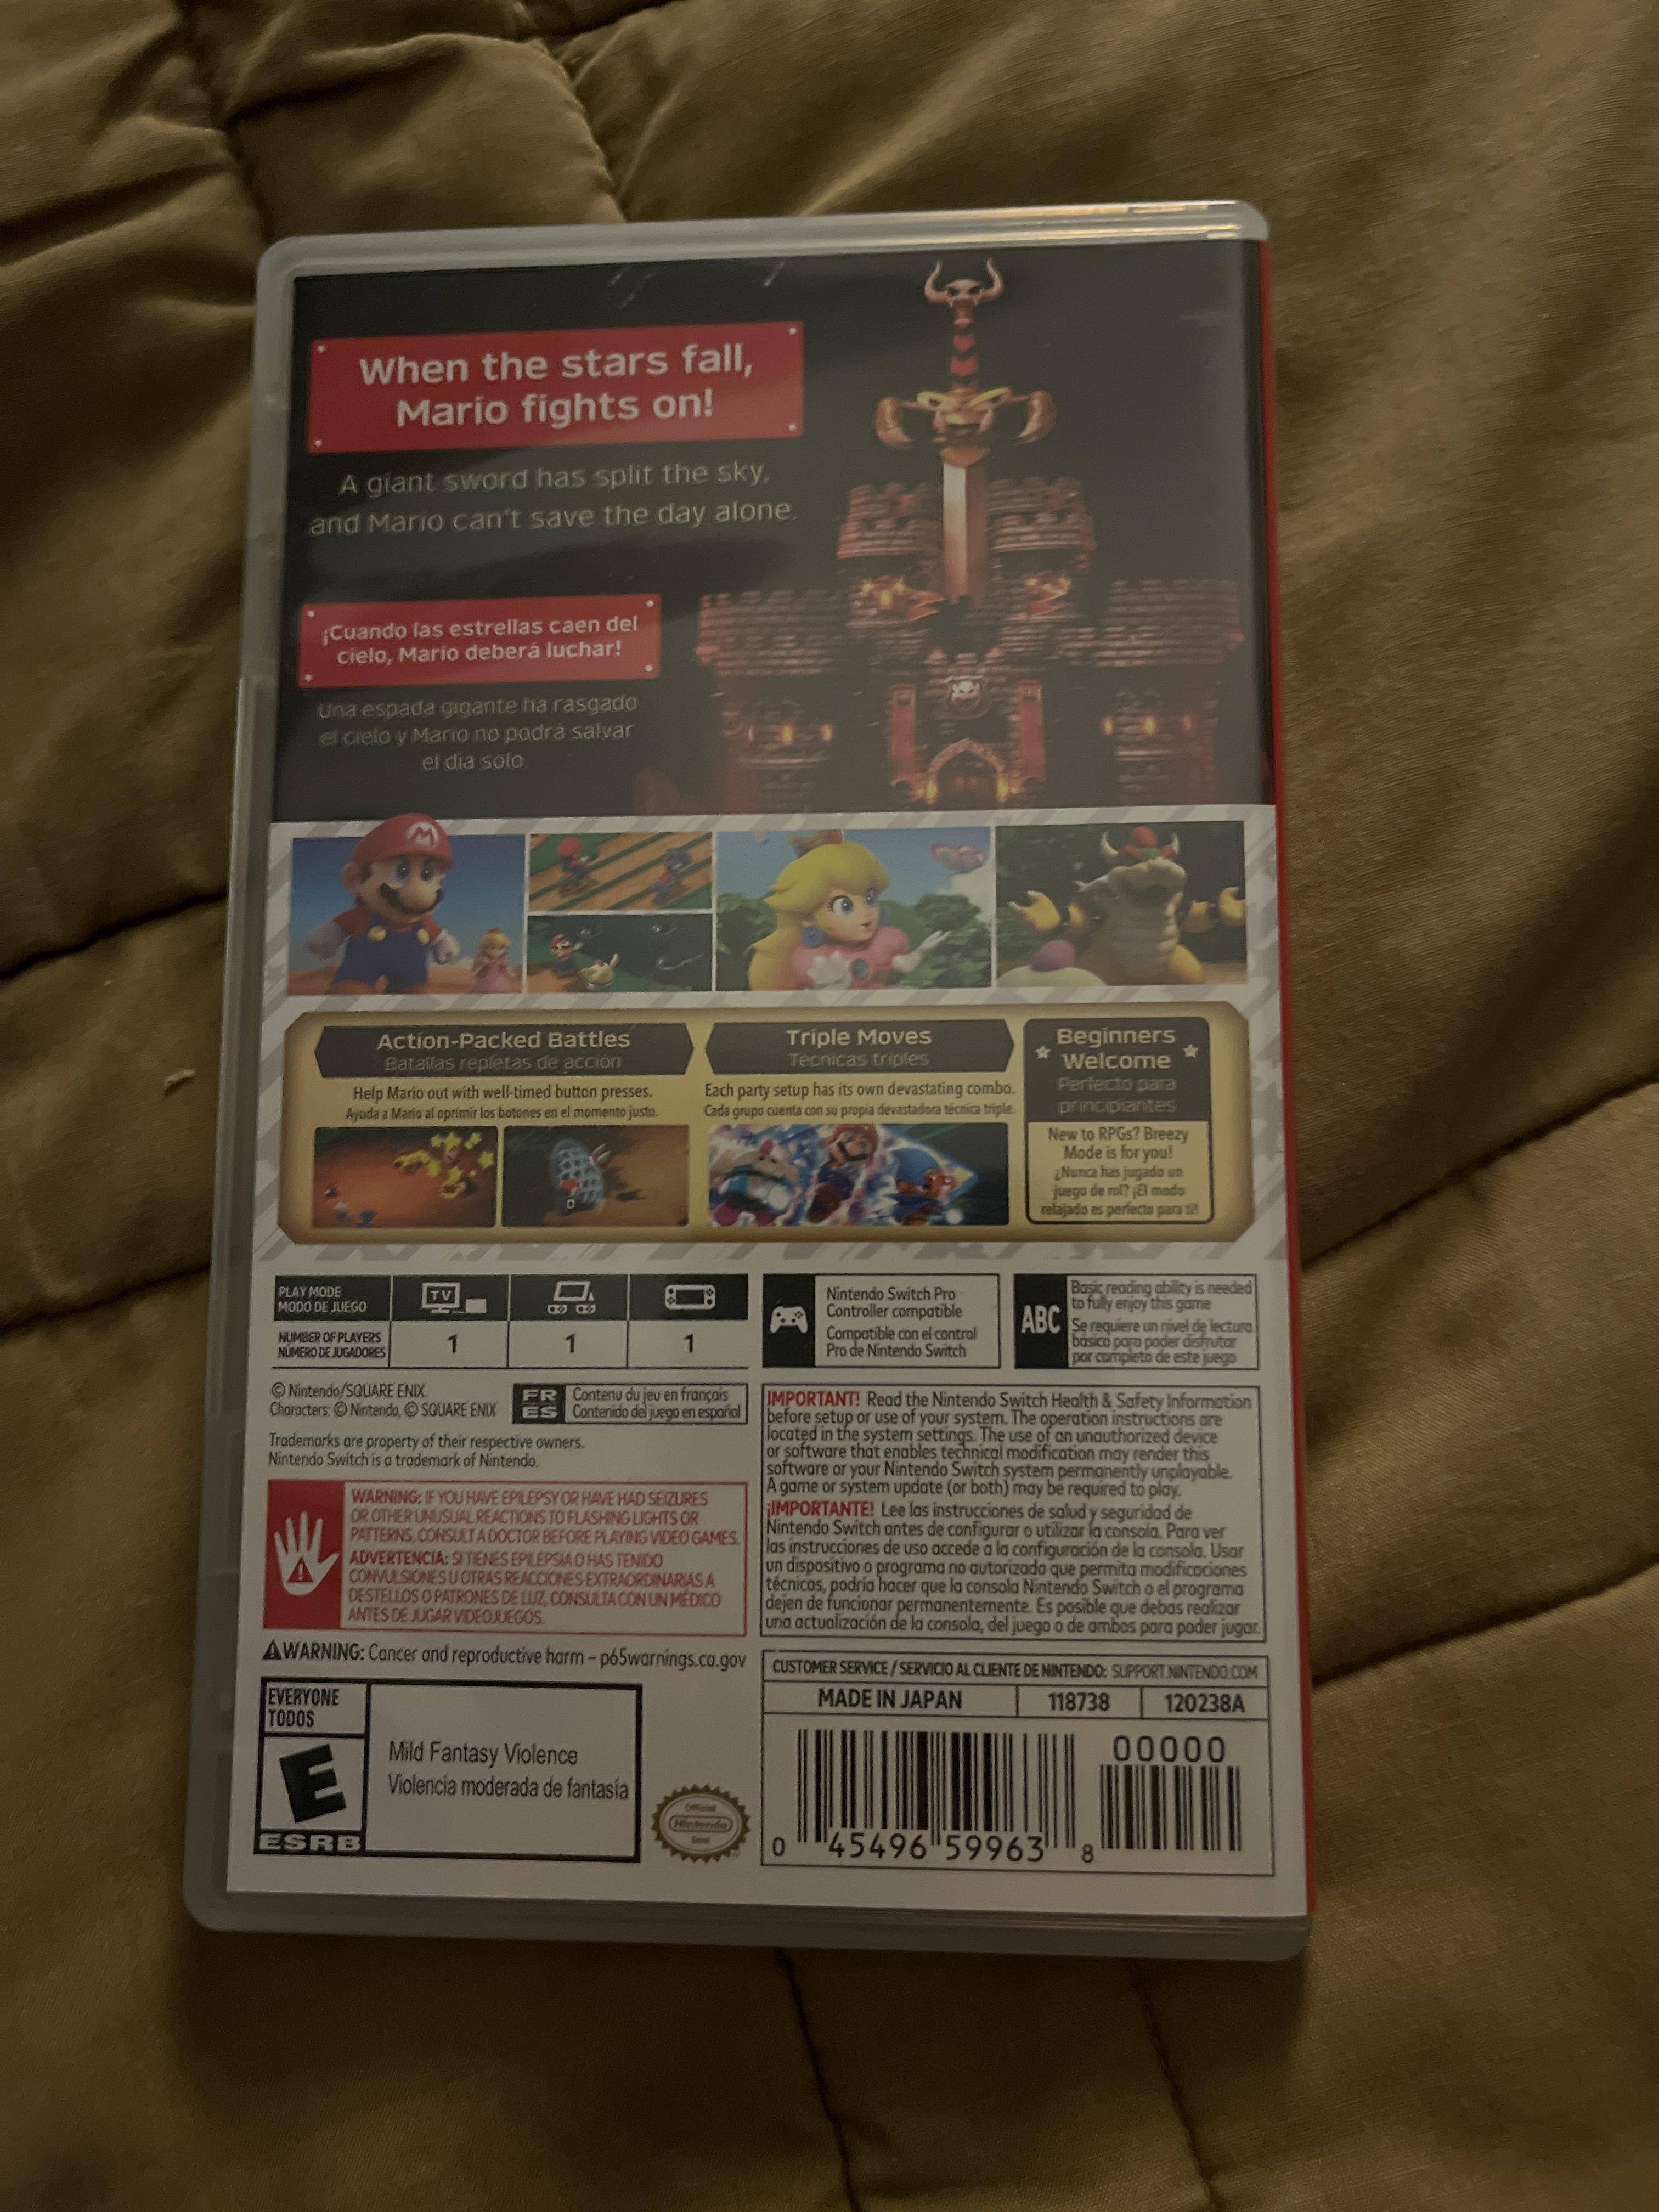 When the stars fall,
Mario fights on!
A giant sword has split the sky,
and Mario can't save the day alone.
¡Cuando las estrellas caen del
cielo, Mario deberá luchar!
Una espada gigante ha rasgado
el cielo y Mario no podrá salvar
el día solo.
Action-Packed Battles
Batallas repletas de acción
Help Mario out with well-timed button presses.
Ayuda a Mario al oprimir los botones en el momento justo.
Triple Moves
Técnicas triples
Each party setup has its own devastating combo.
Cada grupo cuenta con su propia devastadora técnica triple.
Beginners
Welcome
Perfecto para
principiantes
New to RPGs? Breezy
Mode is for you!
¿Nunca has jugado un
juego de rol? ¡El modo
relajado es perfecto para ti!
PLAY MODE
MODO DE JUEGO
TV
NUMBER OF PLAYERS
NÚMERO DE JUGADORES
1 1 1
Nintendo Switch Pro
Controller compatible
Compatible con el control
Pro de Nintendo Switch
ABC
Basic reading ability is needed
to fully enjoy this game
Se requiere un nivel de lectura
básico para poder disfrutar
por completo de este juego
© Nintendo/SQUARE ENIX.
Characters: © Nintendo, © SQUARE ENIX
FR Contenu du jeu en français
ES Contenido del juego en español
Trademarks are property of their respective owners.
Nintendo Switch is a trademark of Nintendo.
WARNING: IF YOU HAVE EPILEPSY OR HAVE HAD SEIZURES
OR OTHER UNUSUAL REACTIONS TO FLASHING LIGHTS OR
PATTERNS, CONSULT A DOCTOR BEFORE PLAYING VIDEO GAMES.
ADVERTENCIA: SI TIENES EPILEPSIA O HAS TENIDO
CONVULSIONES U OTRAS REACCIONES EXTRAORDINARIAS A
DESTELLOS O PATRONES DE LUZ, CONSULTA CON UN MÉDICO
ANTES DE JUGAR VIDEOJUEGOS.
IMPORTANT! Read the Nintendo Switch Health & Safety Information
before setup or use of your system. The operation instructions are
located in the system settings. The use of an unauthorized device
or software that enables technical modification may render this
software or your Nintendo Switch system permanently unplayable.
A game or system update (or both) may be required to play.
¡IMPORTANTE! Lee las instrucciones de salud y seguridad de
Nintendo Switch antes de configurar o utilizar la consola. Para ver
las instrucciones de uso accede a la configuración de la consola. Usar
un dispositivo o programa no autorizado que permita modificaciones
técnicas, podría hacer que la consola Nintendo Switch o el programa
dejen de funcionar permanentemente. Es posible que debas realizar
una actualización de la consola, del juego o de ambos para poder jugar.
WARNING: Cancer and reproductive harm – p65warnings.ca.gov
EVERYONE
TODOS
E
ESRB
Mild Fantasy Violence
Violencia moderada de fantasía
Official
Nintendo
Seal
CUSTOMER SERVICE / SERVICIO AL CLIENTE DE NINTENDO: SUPPORT.NINTENDO.COM
MADE IN JAPAN 118738 120238A
00000
0 45496 59963 8